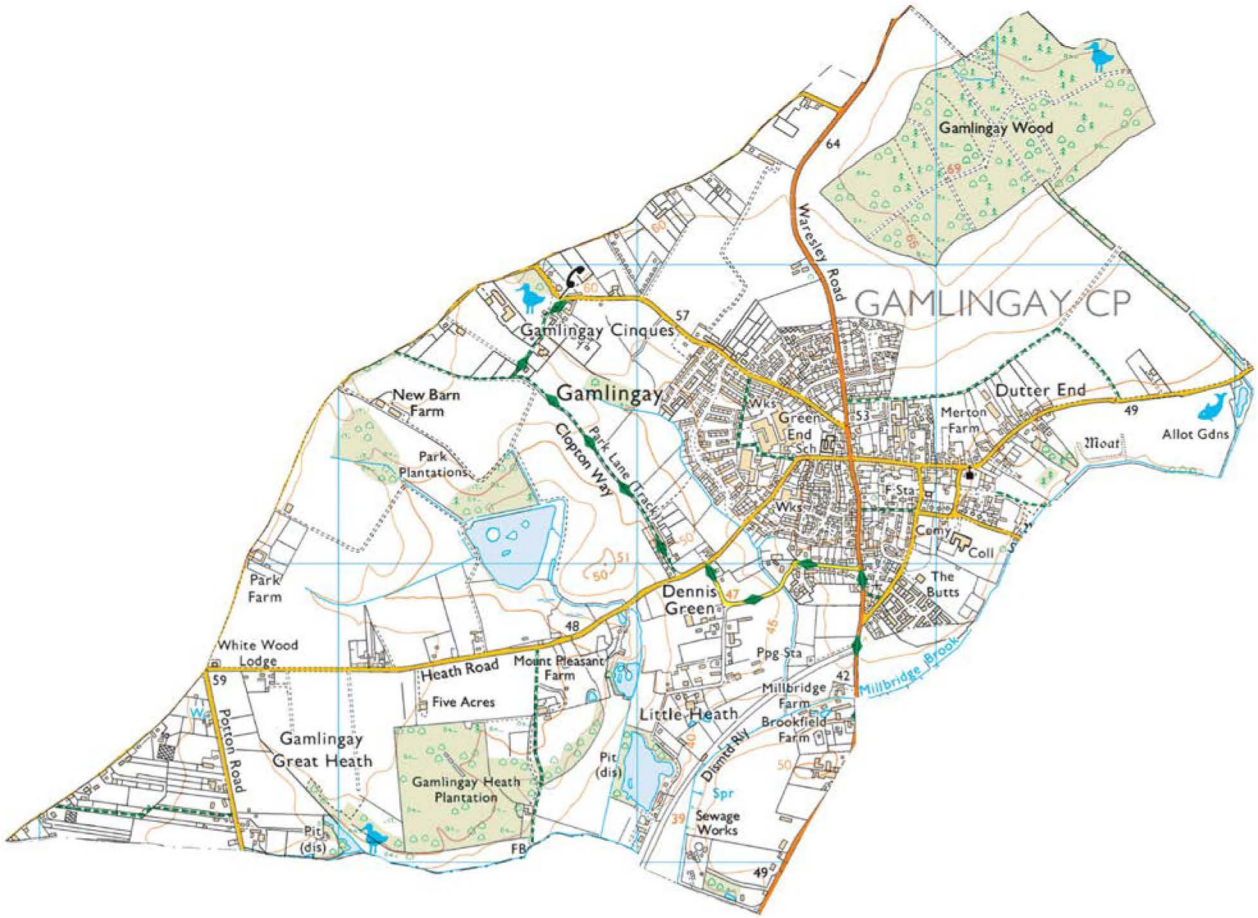 Gamlingay Wood
64
69
65
Waresley Road
60
GAMLINGAY CP
60
57
Gamlingay Cinques
Gamlingay
New Barn
Farm
Park
Plantations
Park Lane (Track)
Clopton Way
Wks
Green
End
Sch
53
Merton
Farm
Dutter End
49
Allot Gdns
Moat
F Sta
Wks
Cemy
Coll
50
51
50
Park
Farm
Dennis
Green
47
The
Butts
46
48
White Wood
Lodge
59
Heath Road
Mount Pleasant
Farm
Ppg Sta
42
Millbridge Brook
Millbridge
Farm
Brookfield
Farm
Five Acres
Little Heath
W
Potton Road
Gamlingay
Great Heath
Gamlingay Heath
Plantation
Pit
(dis)
40
Dismtd Rly
50
Spr
39
Sewage
Works
Pit
(dis)
FB
49